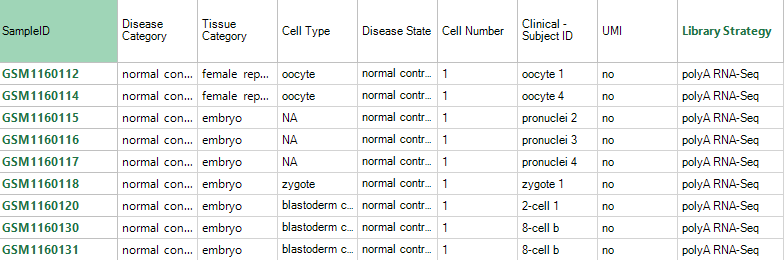 SampleID Disease Category Tissue Category Cell Type Disease State Cell Number Clinical - Subject ID UMI Library Strategy
GSM1160112 normal con... female rep... oocyte normal contr... 1 oocyte 1 no polyA RNA-Seq
GSM1160114 normal con... female rep... oocyte normal contr... 1 oocyte 4 no polyA RNA-Seq
GSM1160115 normal con... embryo NA normal contr... 1 pronuclei 2 no polyA RNA-Seq
GSM1160116 normal con... embryo NA normal contr... 1 pronuclei 3 no polyA RNA-Seq
GSM1160117 normal con... embryo NA normal contr... 1 pronuclei 4 no polyA RNA-Seq
GSM1160118 normal con... embryo zygote normal contr... 1 zygote 1 no polyA RNA-Seq
GSM1160120 normal con... embryo blastoderm c... normal contr... 1 2-cell 1 no polyA RNA-Seq
GSM1160130 normal con... embryo blastoderm c... normal contr... 1 8-cell b no polyA RNA-Seq
GSM1160131 normal con... embryo blastoderm c... normal contr... 1 8-cell b no polyA RNA-Seq